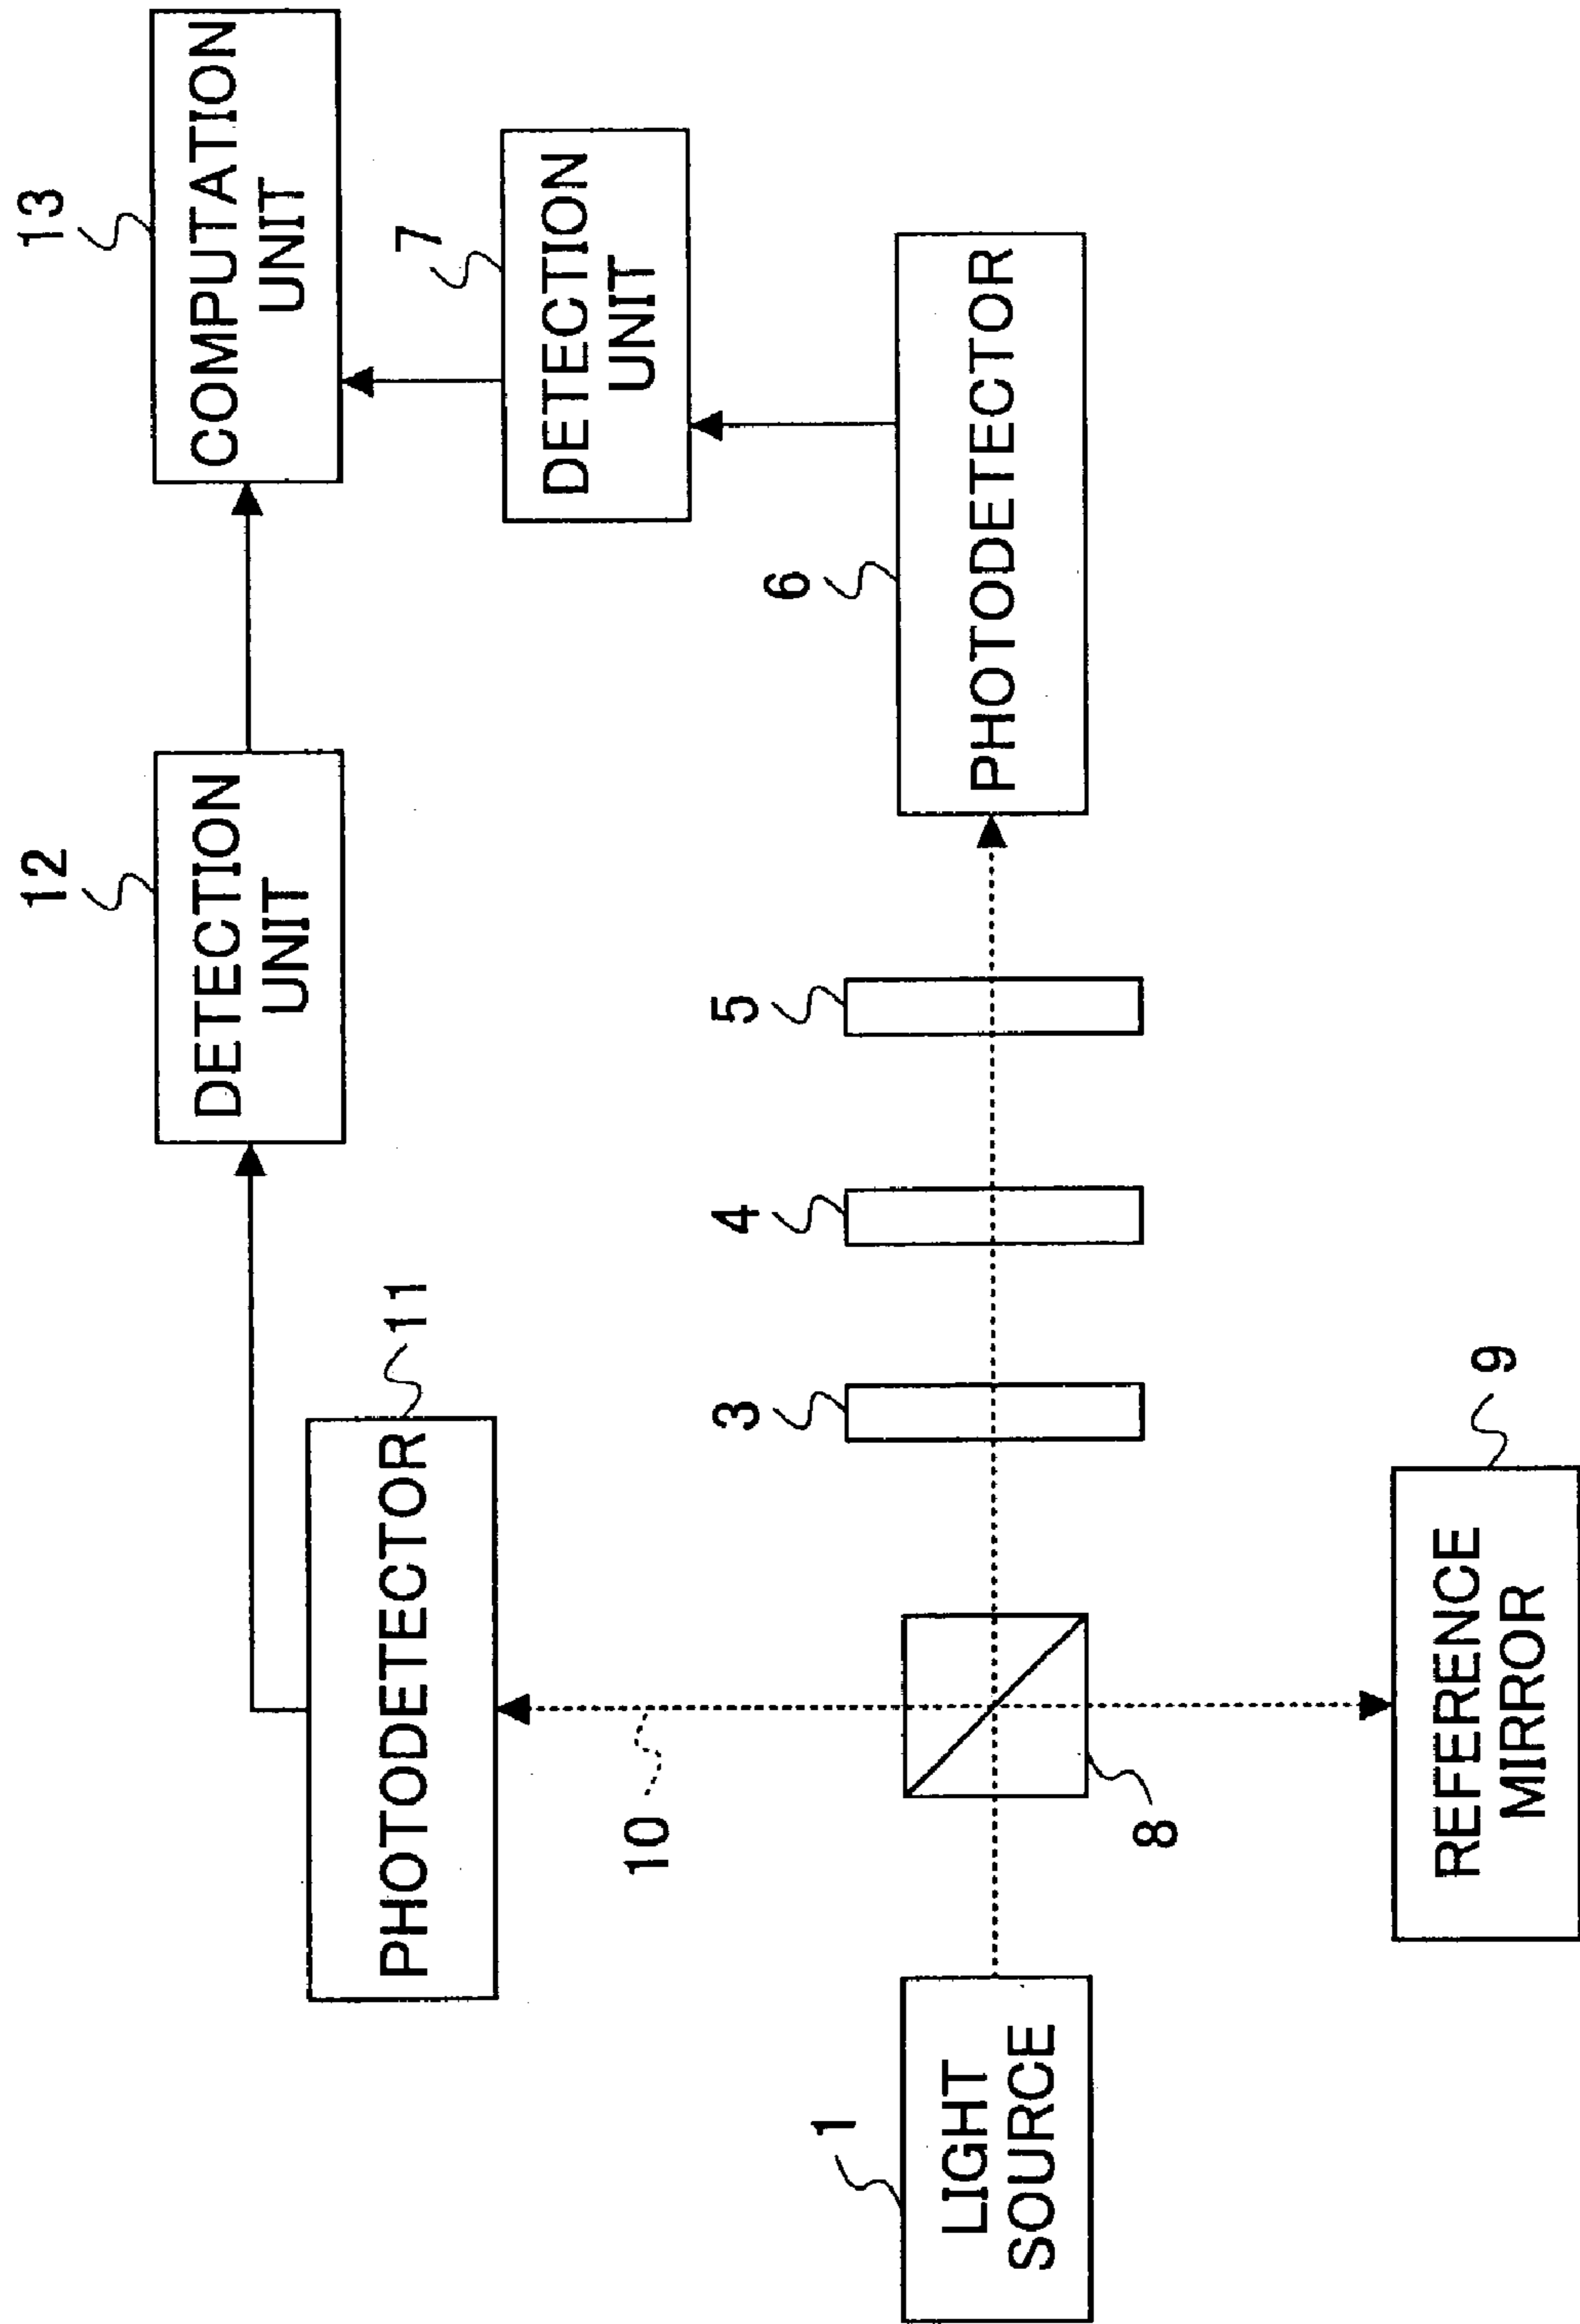 13
COMPUTATION
UNIT
12
DETECTION
UNIT
7
DETECTION
UNIT
11
PHOTODETECTOR
6
PHOTODETECTOR
10
3
4
5
1
LIGHT
SOURCE
8
9
REFERENCE
MIRROR